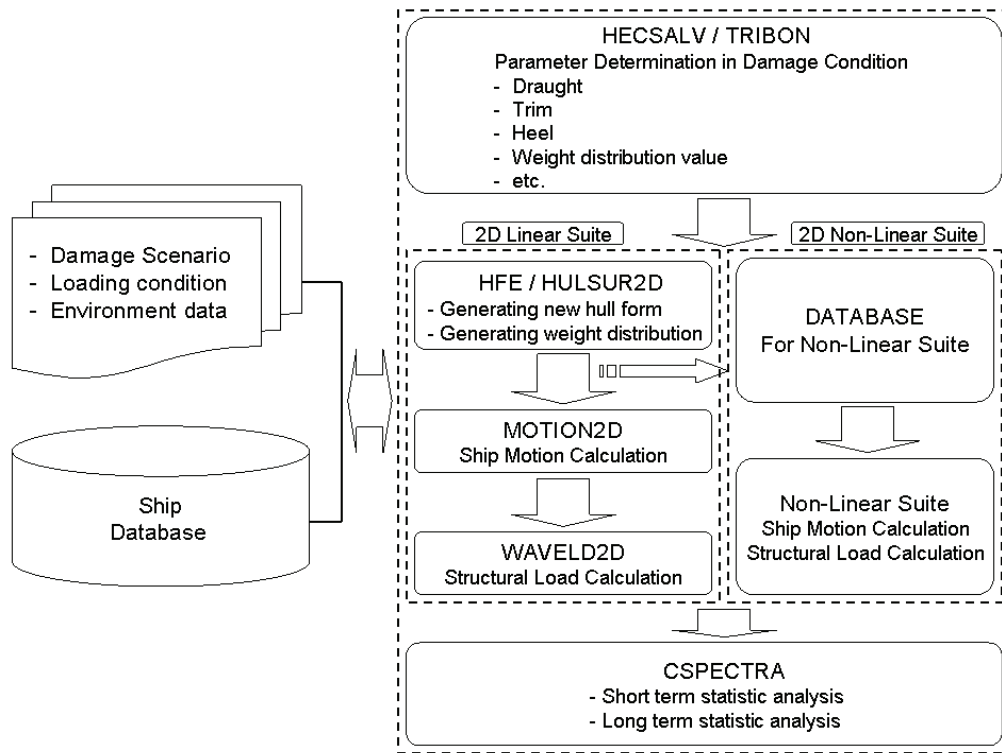 HECSALV / TRIBON
Parameter Determination in Damage Condition
- Draught
- Trim
- Heel
- Weight distribution value
- etc.
- Damage Scenario
- Loading condition
- Environment data
Ship
Database
2D Linear Suite
HFE / HULSUR2D
- Generating new hull form
- Generating weight distribution
MOTION2D
Ship Motion Calculation
WAVELD2D
Structural Load Calculation
2D Non-Linear Suite
DATABASE
For Non-Linear Suite
Non-Linear Suite
Ship Motion Calculation
Structural Load Calculation
CSPECTRA
- Short term statistic analysis
- Long term statistic analysis